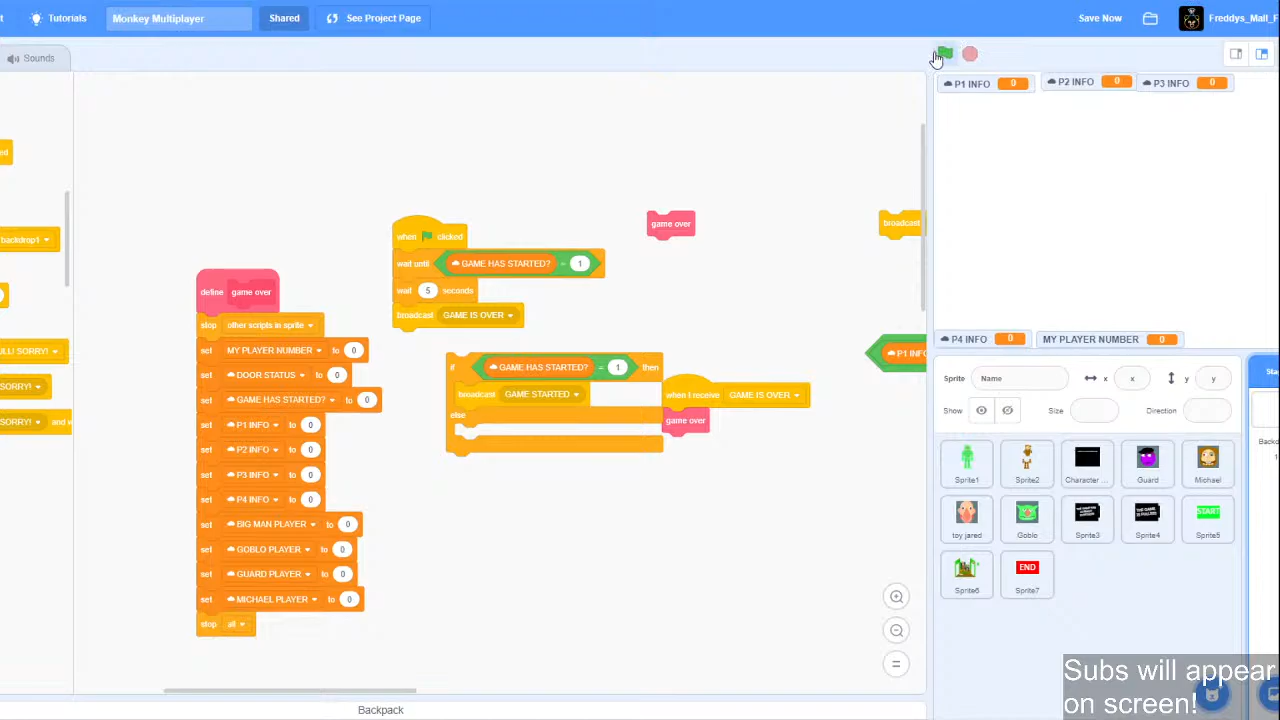 Tutorials
Monkey Multiplayer
Shared
See Project Page
Save Now
Freddys_Mall_F
Sounds
P1 INFO 0
P2 INFO 0
P3 INFO 0
backdrop1
SORRY!
SORRY!
SORRY!
define game over
stop other scripts in sprite
set MY PLAYER NUMBER to 0
set DOOR STATUS to 0
set GAME HAS STARTED? to 0
set P1 INFO to 0
set P2 INFO to 0
set P3 INFO to 0
set P4 INFO to 0
set BIG MAN PLAYER to 0
set GOBLO PLAYER to 0
set GUARD PLAYER to 0
set MICHAEL PLAYER to 0
stop all
when clicked
wait until GAME HAS STARTED? = 1
wait 5 seconds
broadcast GAME IS OVER
if GAME HAS STARTED? = 1 then
broadcast GAME STARTED
else
game over
when I receive GAME IS OVER
game over
broadcast
P1 INFO
P4 INFO 0
MY PLAYER NUMBER 0
Sprite Name x x y y
Show Size Direction
Sprite1
Sprite2
Character ...
Guard
Michael
toy jared
Goblo
Sprite3
Sprite4
START
Sprite5
Sprite6
END
Sprite7
Backpack
Subs will appear
on screen!